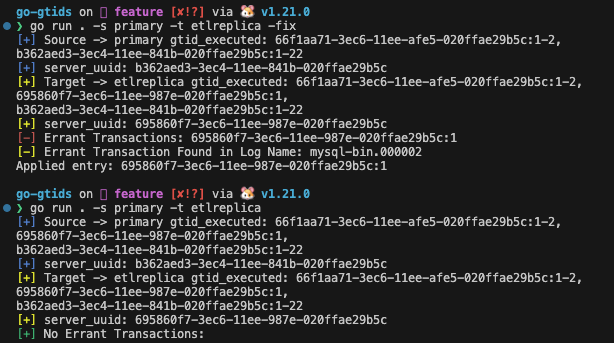 go-gtids on feature [✘!?] via 🐹 v1.21.0
❯ go run . -s primary -t etlreplica -fix
[+] Source -> primary gtid_executed: 66f1aa71-3ec6-11ee-afe5-020ffae29b5c:1-2,
b362aed3-3ec4-11ee-841b-020ffae29b5c:1-22
[+] server_uuid: b362aed3-3ec4-11ee-841b-020ffae29b5c
[+] Target -> etlreplica gtid_executed: 66f1aa71-3ec6-11ee-afe5-020ffae29b5c:1-2,
695860f7-3ec6-11ee-987e-020ffae29b5c:1,
b362aed3-3ec4-11ee-841b-020ffae29b5c:1-22
[+] server_uuid: 695860f7-3ec6-11ee-987e-020ffae29b5c
[-] Errant Transactions: 695860f7-3ec6-11ee-987e-020ffae29b5c:1
[-] Errant Transaction Found in Log Name: mysql-bin.000002
Applied entry: 695860f7-3ec6-11ee-987e-020ffae29b5c:1
go-gtids on feature [✘!?] via 🐹 v1.21.0
❯ go run . -s primary -t etlreplica
[+] Source -> primary gtid_executed: 66f1aa71-3ec6-11ee-afe5-020ffae29b5c:1-2,
695860f7-3ec6-11ee-987e-020ffae29b5c:1,
b362aed3-3ec4-11ee-841b-020ffae29b5c:1-22
[+] server_uuid: b362aed3-3ec4-11ee-841b-020ffae29b5c
[+] Target -> etlreplica gtid_executed: 66f1aa71-3ec6-11ee-afe5-020ffae29b5c:1-2,
695860f7-3ec6-11ee-987e-020ffae29b5c:1,
b362aed3-3ec4-11ee-841b-020ffae29b5c:1-22
[+] server_uuid: 695860f7-3ec6-11ee-987e-020ffae29b5c
[+] No Errant Transactions: